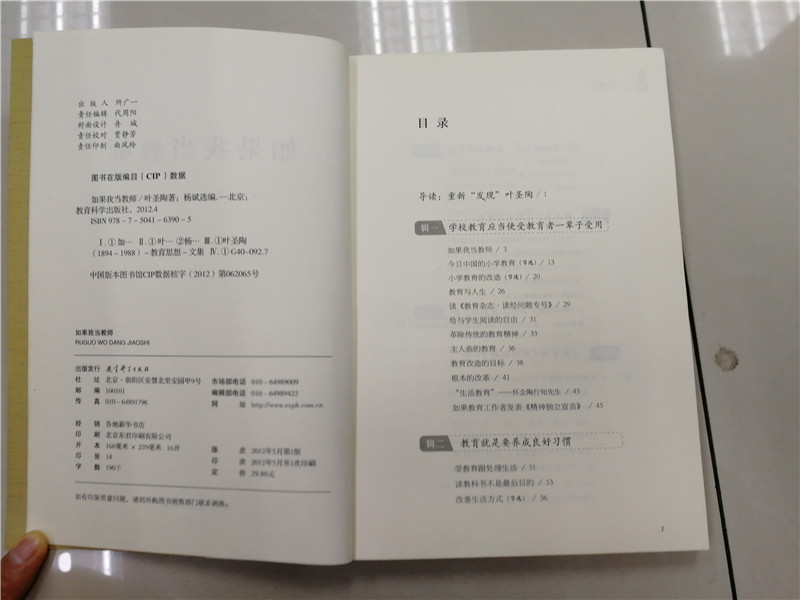 出 版 人 所广一
责任编辑 代周阳
封面设计 舟 城
责任校对 贾静芳
责任印制 曲凤玲
图书在版编目（CIP）数据
如果我当教师 / 叶圣陶著；杨斌选编. —北京：
教育科学出版社，2012.4
ISBN 978 - 7 - 5041 - 6390 - 5
Ⅰ. ①如… Ⅱ. ①叶… ②杨… Ⅲ. ①叶圣陶
（1894 - 1988）- 教育思想 - 文集 Ⅳ. ①G40-092.7
中国版本图书馆CIP数据核字（2012）第062065号
如果我当教师
RUGUO WO DANG JIAOSHI
出版发行 教育科学出版社
社 址 北京·朝阳区安慧北里安园甲9号 市场部电话 010 - 64989009
邮 编 100101 编辑部电话 010 - 64989422
传 真 010 - 64891796 网 址 http://www.esph.com.cn
经 销 各地新华书店
印 刷 北京东君印刷有限公司
开 本 168毫米 × 239毫米 16开 版 次 2012年5月第1版
印 张 14 印 次 2012年5月第1次印刷
字 数 190千 定 价 29.80元
如有印装质量问题，请到所购图书销售部门联系调换。
目 录
导读：重新“发现”叶圣陶 / 1
辑一 学校教育应当使受教育者一辈子受用
如果我当教师 / 3
今日中国的小学教育（节选）/ 13
小学教育的改造（节选）/ 20
教育与人生 / 26
读《教育杂志·读经问题专号》/ 29
给与学生阅读的自由 / 31
革除传统的教育精神 / 33
主人翁的教育 / 36
教育改造的目标 / 38
根本的改革 / 41
“生活教育”——怀念陶行知先生 / 43
如果教育工作者发表《精神独立宣言》/ 45
辑二 教育就是要养成良好习惯
受教育跟处理生活 / 51
读教科书不是最后目的 / 53
改善生活方式（节选）/ 56
1